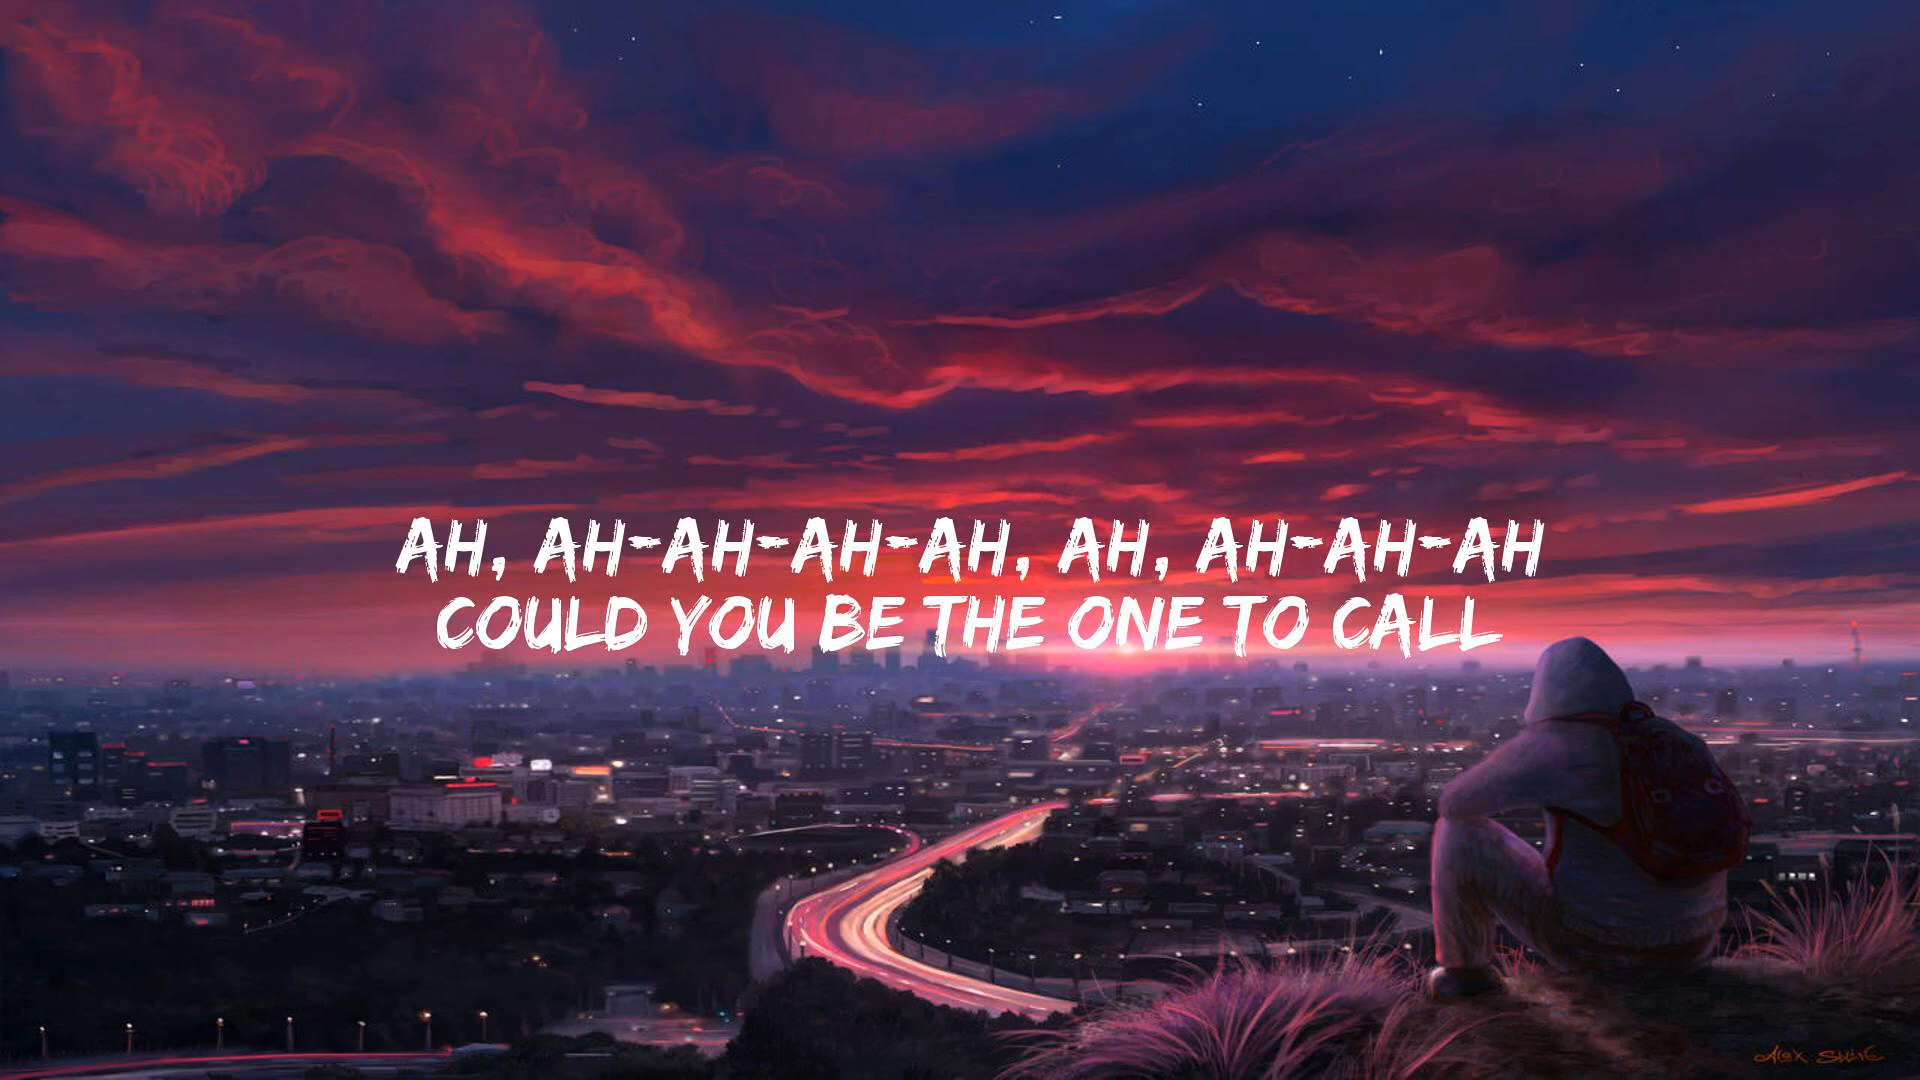 AH, AH-AH-AH-AH, AH, AH-AH-AH
COULD YOU BE THE ONE TO CALL